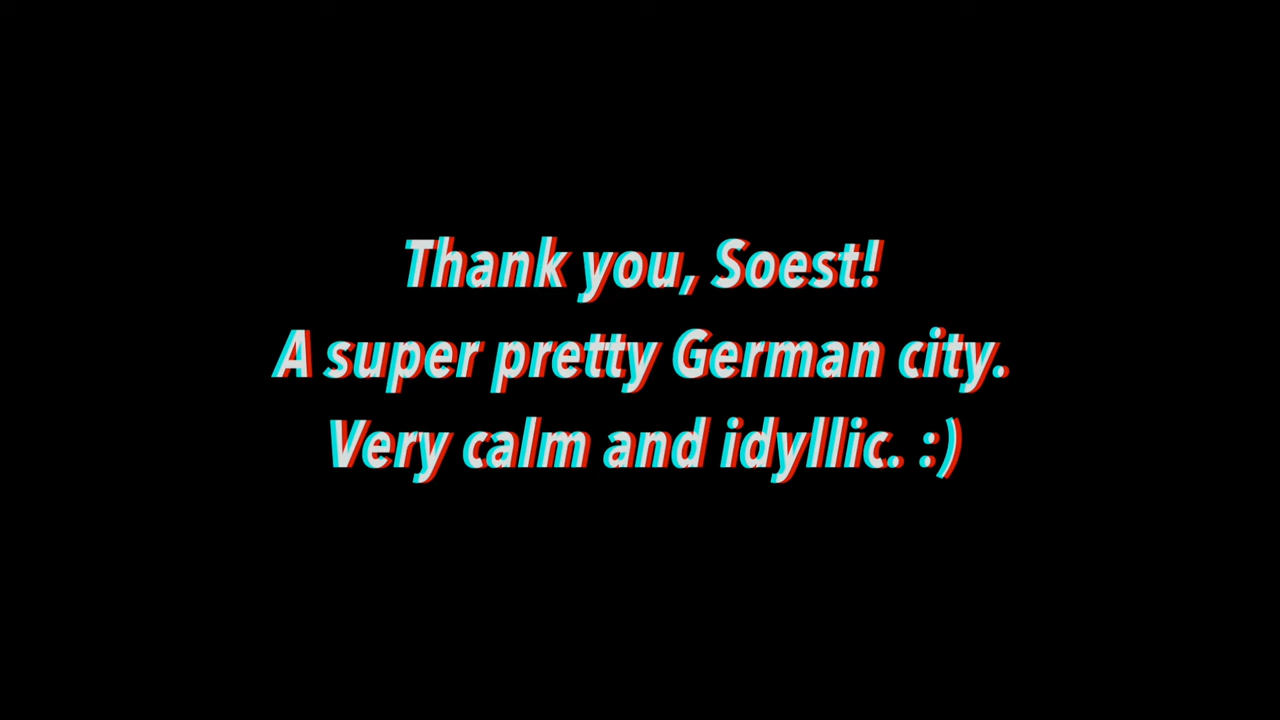 Thank you, Soest!
A super pretty German city.
Very calm and idyllic. :)